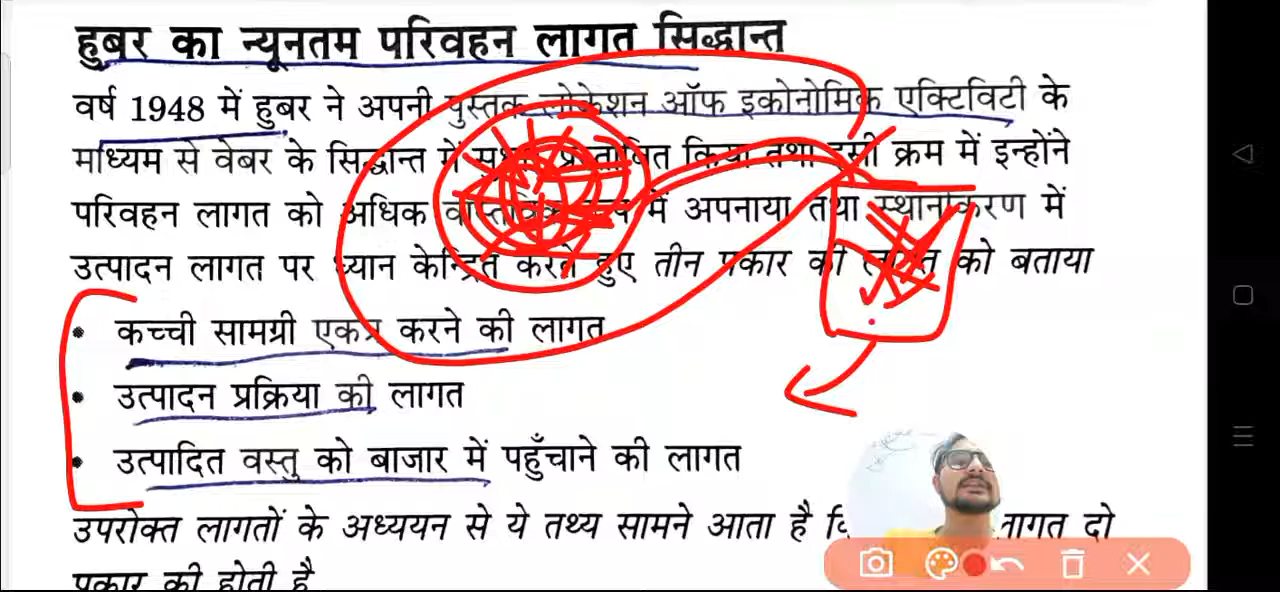 हुबर का न्यूनतम परिवहन लागत सिद्धान्त
वर्ष 1948 में हुबर ने अपनी पुस्तक लोकेशन ऑफ इकोनोमिक एक्टिविटी के
माध्यम से वेबर के सिद्धान्त में किया तथा इसी क्रम में इन्होंने
परिवहन लागत को अधिक में अपनाया तथा स्थानीकरण में
उत्पादन लागत पर ध्यान केन्द्रित करते हुए तीन प्रकार की लागत को बताया
• कच्ची सामग्री एकत्र करने की लागत
• उत्पादन प्रक्रिया की लागत
• उत्पादित वस्तु को बाजार में पहुँचाने की लागत
उपरोक्त लागतों के अध्ययन से ये तथ्य सामने आता है दो
प्रकार की होती है